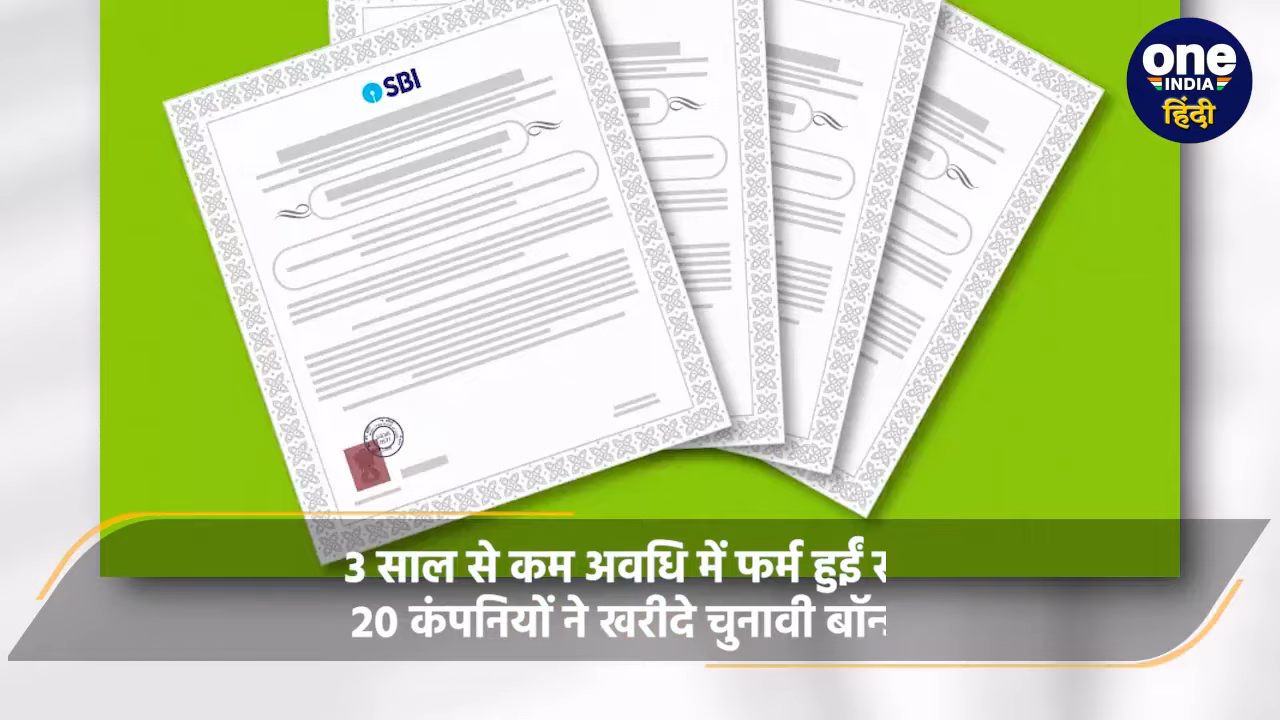 SBI
one
INDIA
हिंदी
3 साल से कम अवधि में फर्म हुईं
20 कंपनियों ने खरीदे चुनावी